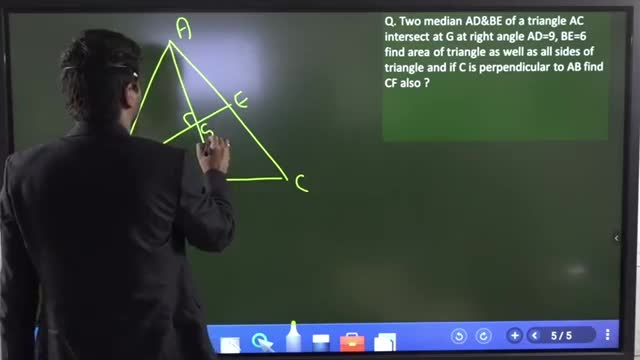 Q. Two median AD&BE of a triangle AC
intersect at G at right angle AD=9, BE=6
find area of triangle as well as all sides of
triangle and if C is perpendicular to AB find
CF also ?
A
E
G
C
5/5